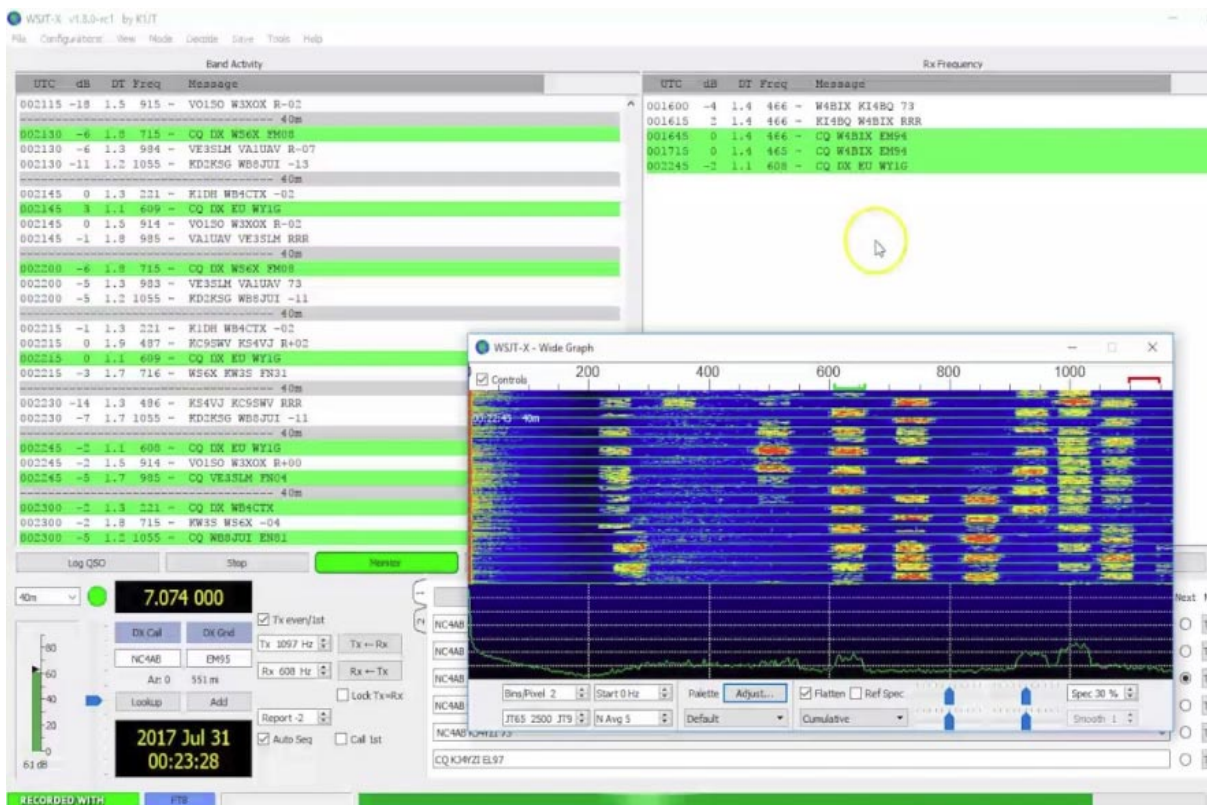 WSJT-X v1.8.0-rc1 by K1JT
File Configurations View Mode Decode Save Tools Help
Band Activity
UTC dB DT Freq Message
002115 -18 1.5 915 ~ VO1SO W3XOX R-02
40m
002130 -6 1.8 715 ~ CQ DX WS6X EM08
002130 -6 1.3 984 ~ VE3SLM VA1UAV R-07
002130 -11 1.2 1055 ~ KD2KSG WB8JUI -13
40m
002145 0 1.3 221 ~ K1DH WB4CTX -02
002145 3 1.1 609 ~ CQ DX EU WY1G
002145 0 1.5 914 ~ VO1SO W3XOX R-02
002145 -1 1.8 985 ~ VA1UAV VE3SLM RRR
40m
002200 -6 1.8 715 ~ CQ DX WS6X EM08
002200 -5 1.3 983 ~ VE3SLM VA1UAV 73
002200 -5 1.2 1055 ~ KD2KSG WB8JUI -11
40m
002215 -1 1.3 221 ~ K1DH WB4CTX -02
002215 0 1.9 487 ~ KC9SWV KS4VJ R+02
002215 0 1.1 609 ~ CQ DX EU WY1G
002215 -3 1.7 716 ~ WS6X KW3S FN31
40m
002230 -14 1.3 486 ~ KS4VJ KC9SWV RRR
002230 -7 1.7 1055 ~ KD2KSG WB8JUI -11
40m
002245 -2 1.1 608 ~ CQ DX EU WY1G
002245 -2 1.5 914 ~ VO1SO W3XOX R+00
002245 -5 1.7 985 ~ CQ VE3SLM FN04
40m
002300 -2 1.3 221 ~ CQ DX WB4CTX
002300 -2 1.8 715 ~ KW3S WS6X -04
002300 -5 1.2 1055 ~ CQ WB8JUI EN81
Rx Frequency
UTC dB DT Freq Message
001600 -4 1.4 466 ~ W4BIX KI4BQ 73
001615 2 1.4 466 ~ KI4BQ W4BIX RRR
001645 0 1.4 466 ~ CQ W4BIX EM94
001715 0 1.4 465 ~ CQ W4BIX EM94
002245 -2 1.1 608 ~ CQ DX EU WY1G
WSJT-X - Wide Graph
Controls 200 400 600 800 1000
00:22:45 40m
Bins/Pixel 2 Start 0 Hz Palette Adjust... Flatten Ref Spec Spec 30 %
JT65 2500 JT9 N Avg 5 Default Cumulative Smooth 1
Log QSO Stop Monitor
40m 7.074 000
Tx even/1st
DX Call DX Grid Tx 1097 Hz Tx ← Rx
NC4AB EM95 Rx 608 Hz Rx ← Tx
Az: 0 551 mi Lock Tx=Rx
Lookup Add Report -2
2017 Jul 31 Auto Seq Call 1st
00:23:28
80
60
40
20
0
61 dB
1
2
Next
NC4AB
NC4AB
NC4AB
NC4AB
NC4AB KJ4YZI 73
CQ KJ4YZI EL97
RECORDED WITH FT8